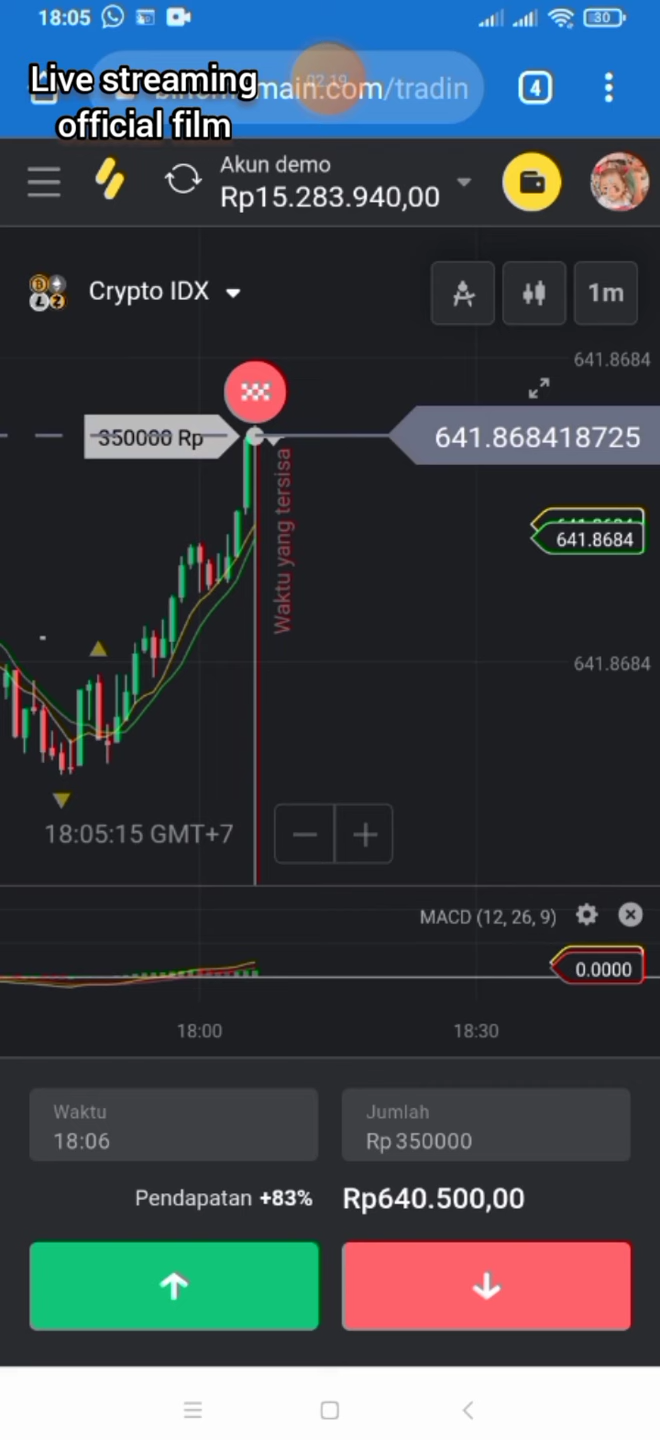 18:05
30
Live streaming
official film
02:19
main.com/tradin
4
Akun demo
Rp15.283.940,00
Crypto IDX
1m
641.8684
350000 Rp
641.868418725
Waktu yang tersisa
641.8684
641.8684
18:05:15 GMT+7
MACD (12, 26, 9)
0.0000
18:00
18:30
Waktu
Jumlah
18:06
Rp 350000
Pendapatan +83%
Rp640.500,00